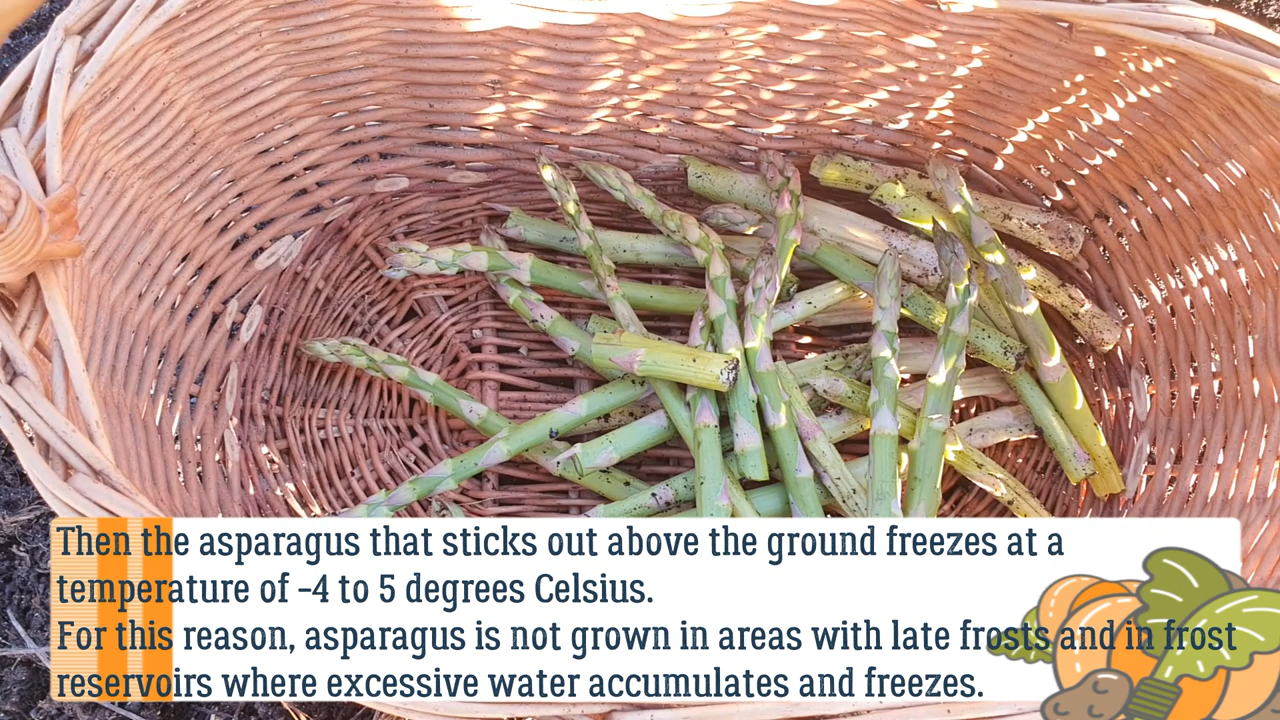 Then the asparagus that sticks out above the ground freezes at a
temperature of -4 to 5 degrees Celsius.
For this reason, asparagus is not grown in areas with late frosts and in frost
reservoirs where excessive water accumulates and freezes.